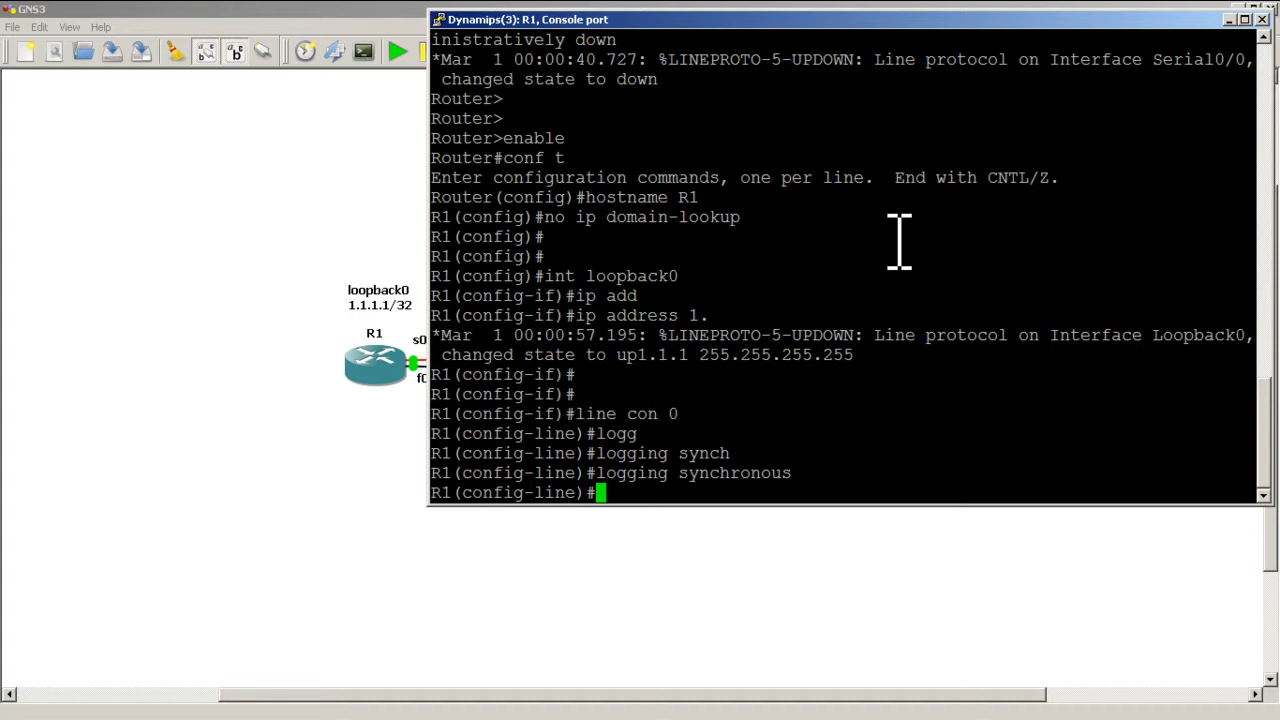 GNS3
File Edit View Help
Dynamips(3): R1, Console port
inistratively down
*Mar  1 00:00:40.727: %LINEPROTO-5-UPDOWN: Line protocol on Interface Serial0/0,
 changed state to down
Router>
Router>
Router>enable
Router#conf t
Enter configuration commands, one per line.  End with CNTL/Z.
Router(config)#hostname R1
R1(config)#no ip domain-lookup
R1(config)#
R1(config)#
R1(config)#int loopback0
R1(config-if)#ip add
R1(config-if)#ip address 1.
*Mar  1 00:00:57.195: %LINEPROTO-5-UPDOWN: Line protocol on Interface Loopback0,
 changed state to up1.1.1 255.255.255.255
R1(config-if)#
R1(config-if)#
R1(config-if)#line con 0
R1(config-line)#logg
R1(config-line)#logging synch
R1(config-line)#logging synchronous
R1(config-line)#
loopback0
1.1.1.1/32
R1
s0
f0